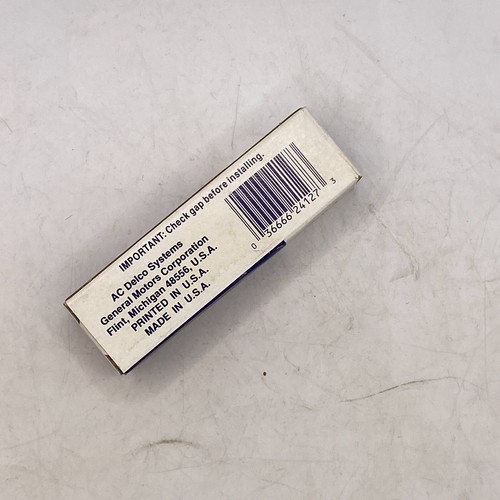 IMPORTANT: Check gap before installing.
AC Delco Systems
General Motors Corporation
Flint, Michigan 48556, U.S.A.
PRINTED IN U.S.A.
MADE IN U.S.A.
0 36666 24127 3